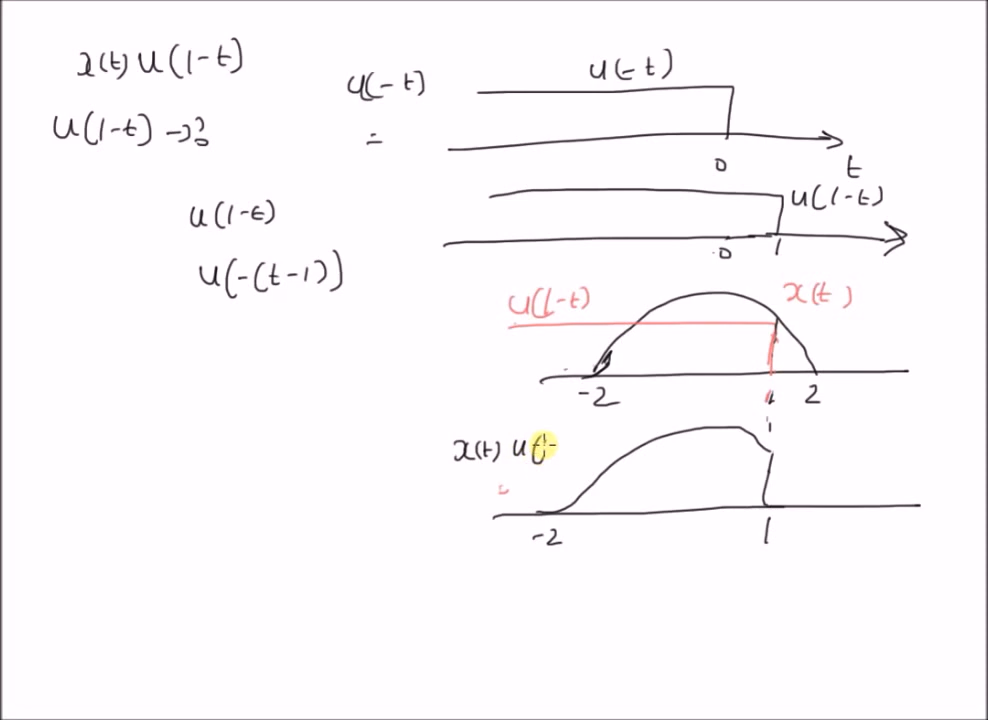 x(t) u(1-t)
u(-t)
u(-t)
u(1-t) →?
=
0
t
u(1-t)
u(1-t)
0
1
u(-(t-1))
u(1-t)
x(t)
-2
1
2
x(t) u(1-
-2
1